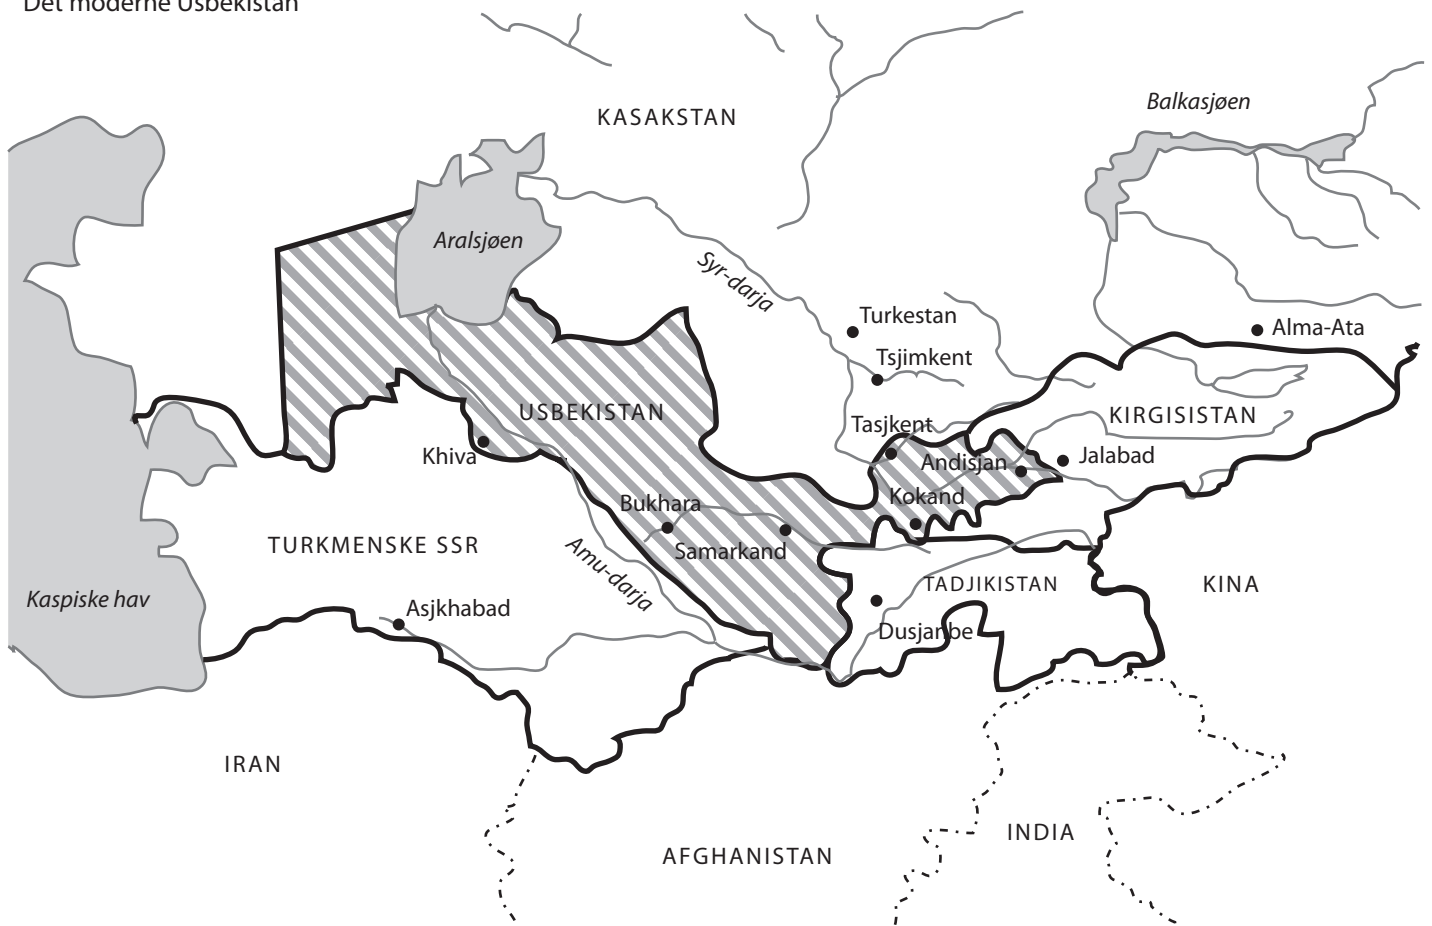 Det moderne Usbekistan
KASAKSTAN
Balkasjøen
Aralsjøen
Syr-darja
Turkestan
Alma-Ata
Tsjimkent
USBEKISTAN
KIRGISISTAN
Tasjkent
Khiva
Andisjan
Jalabad
Kokand
Bukhara
Samarkand
TURKMENSKE SSR
Amu-darja
TADJIKISTAN
KINA
Kaspiske hav
Asjkhabad
Dusjanbe
IRAN
INDIA
AFGHANISTAN